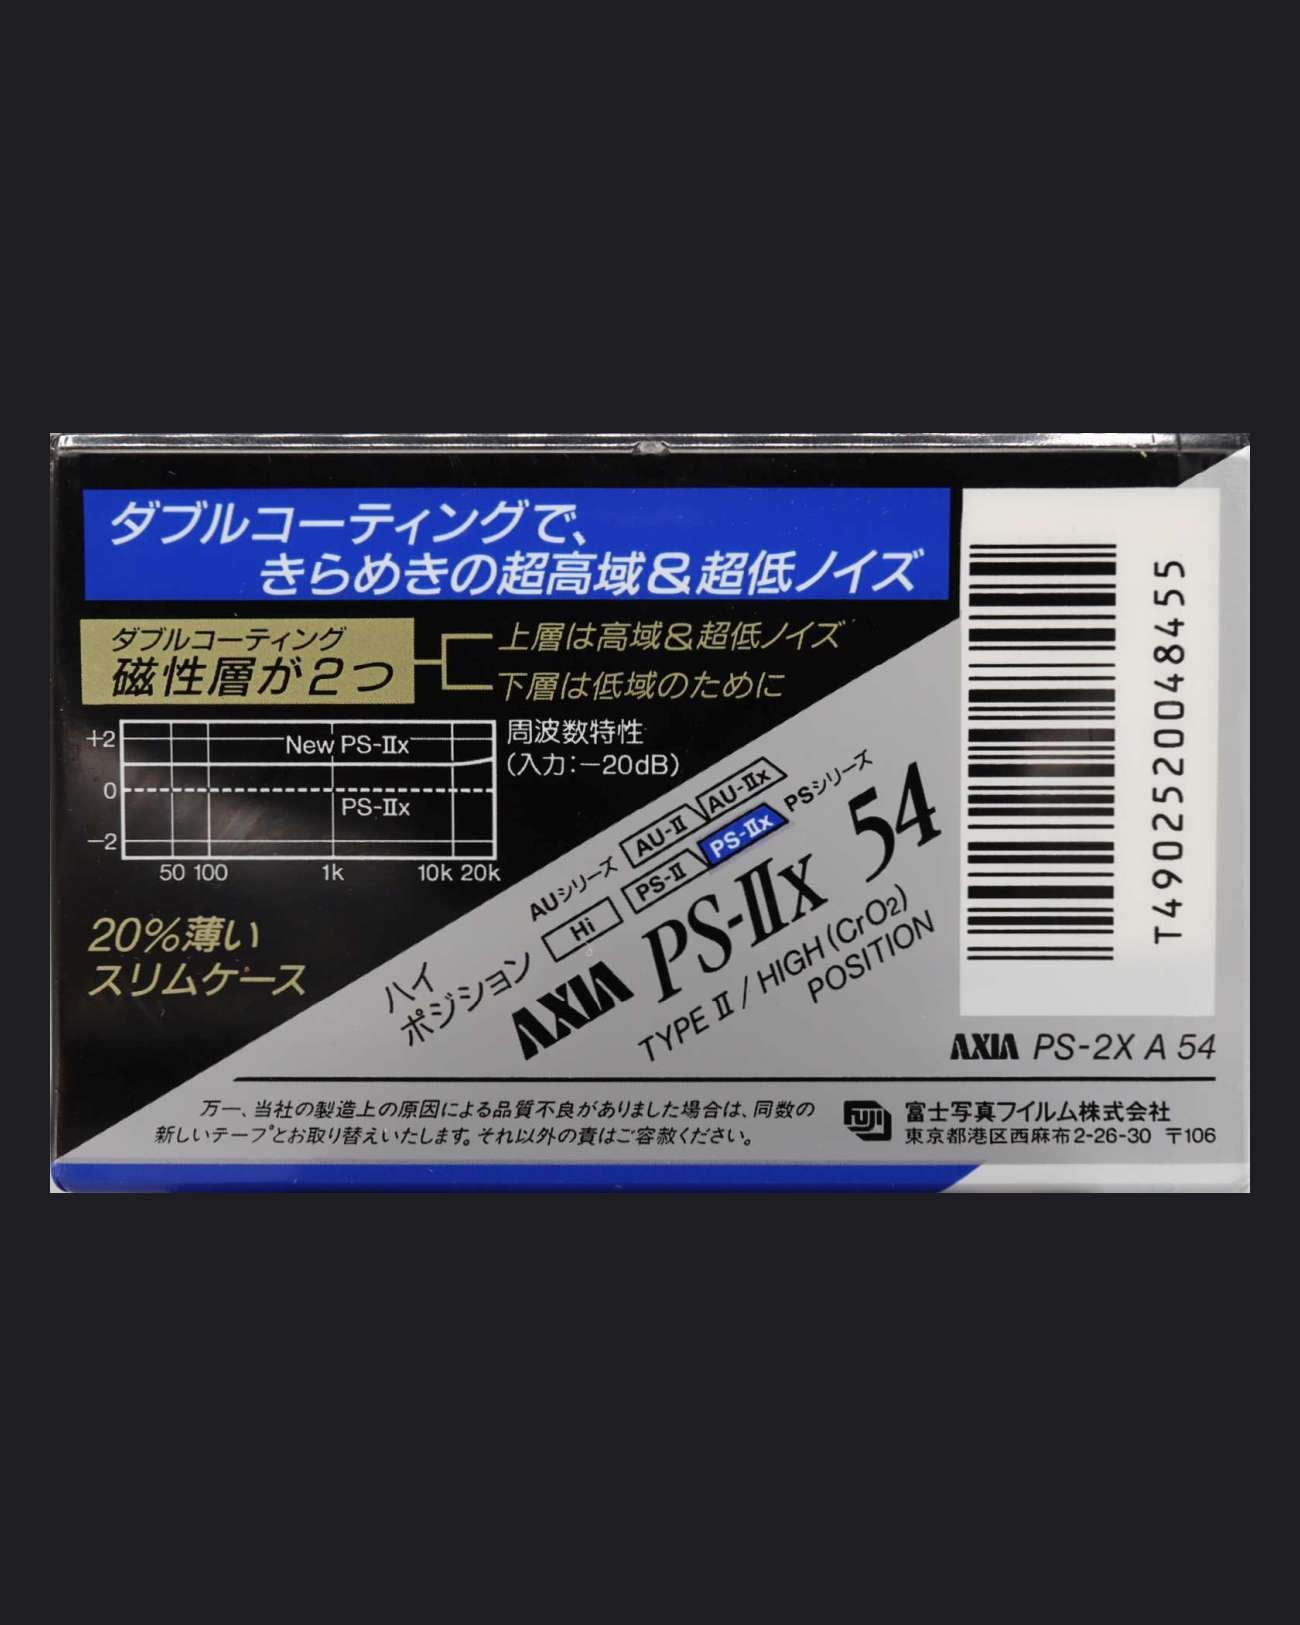 ダブルコーティングで、
きらめきの超高域&超低ノイズ
ダブルコーティング
磁性層が2つ
上層は高域&超低ノイズ
下層は低域のために
周波数特性
(入力:−20dB)
+2
New PS-IIx
0
PS-IIx
−2
50 100 1k 10k 20k
20%薄い
スリムケース
AUシリーズ AU-II AU-IIx
PS-II PS-IIx PSシリーズ
ハイ
ポジション Hi
AXIA PS-IIx 54
TYPE II / HIGH (CrO2)
POSITION
T4902520048455
AXIA PS-2X A 54
万一、当社の製造上の原因による品質不良がありました場合は、同数の
新しいテープとお取り替えいたします。それ以外の責はご容赦ください。
FUJI
富士写真フイルム株式会社
東京都港区西麻布2-26-30 〒106